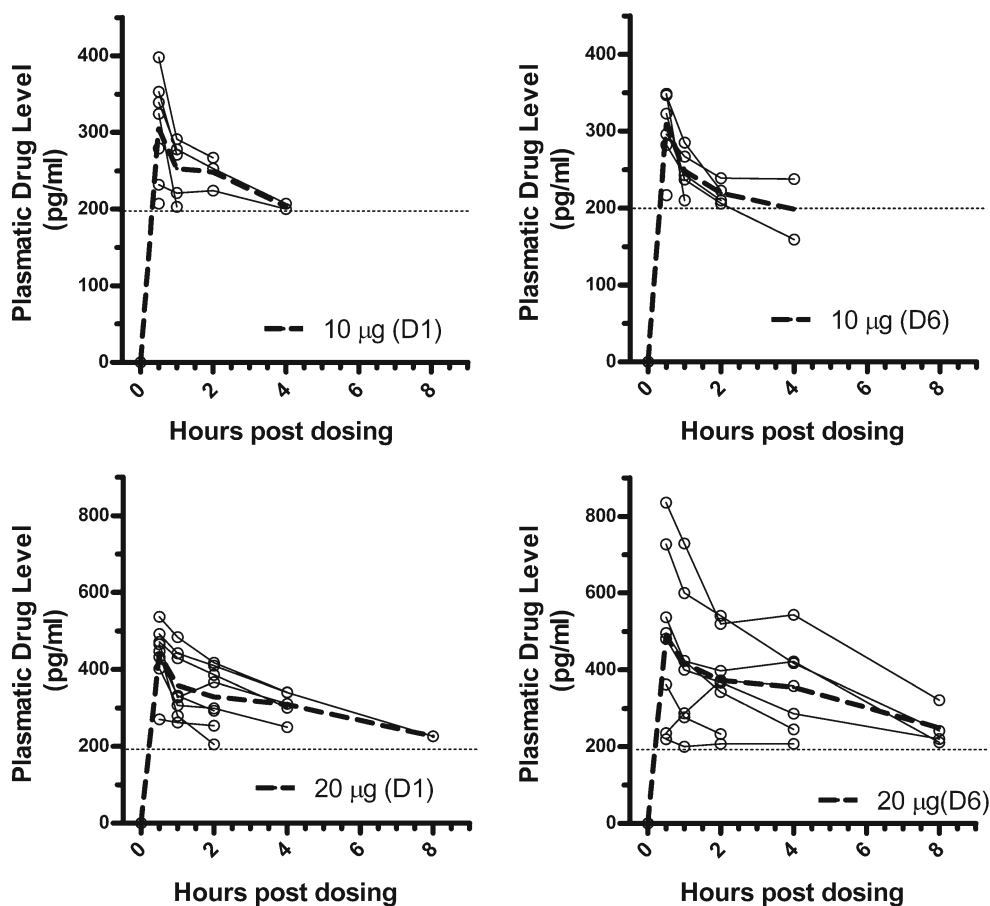 Plasmatic Drug Level
(pg/ml)
400
300
200
100
0
10 µg (D1)
0
2
4
6
8
Hours post dosing
Plasmatic Drug Level
(pg/ml)
400
300
200
100
0
10 µg (D6)
0
2
4
6
8
Hours post dosing
Plasmatic Drug Level
(pg/ml)
800
600
400
200
0
20 µg (D1)
0
2
4
6
8
Hours post dosing
Plasmatic Drug Level
(pg/ml)
800
600
400
200
0
20 µg(D6)
0
2
4
6
8
Hours post dosing